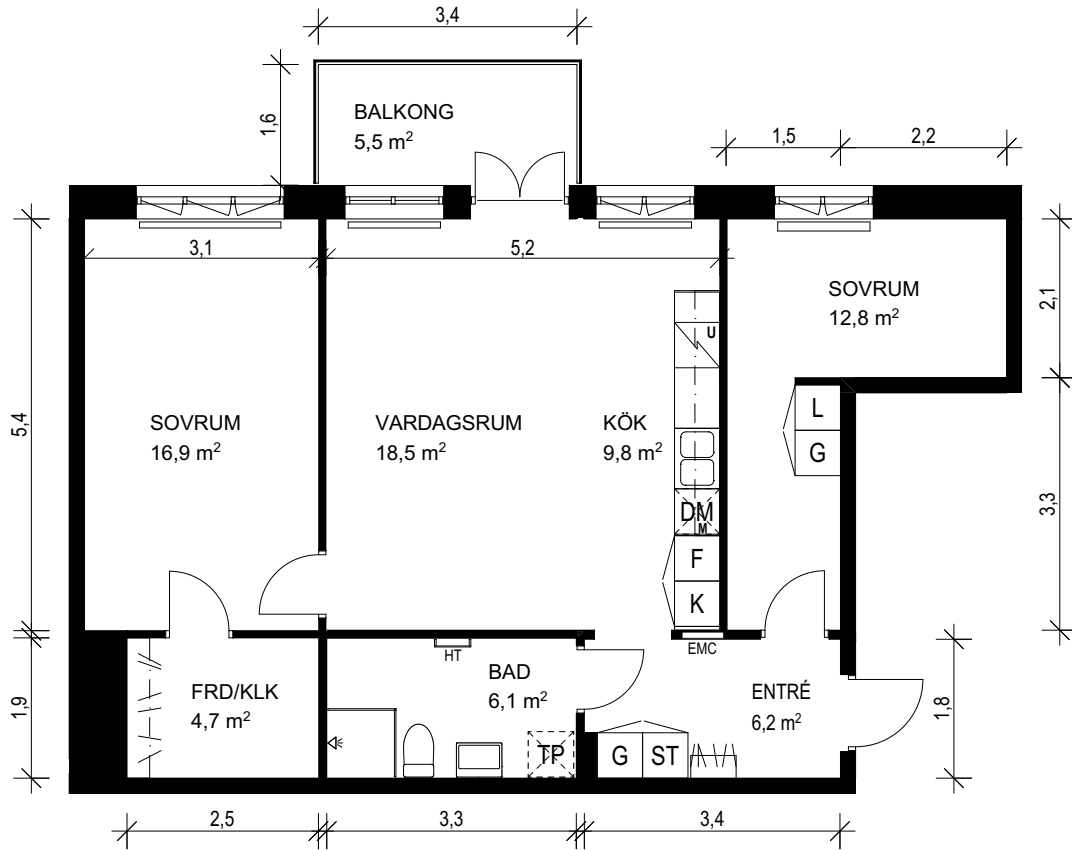 3,4
1,6
BALKONG
5,5 m²
1,5
2,2
3,1
5,2
SOVRUM
12,8 m²
2,1
U
5,4
SOVRUM
16,9 m²
VARDAGSRUM
18,5 m²
KÖK
9,8 m²
L
G
3,3
DM
M
F
K
HT
EMC
1,9
FRD/KLK
4,7 m²
BAD
6,1 m²
ENTRÉ
6,2 m²
1,8
TP
G
ST
2,5
3,3
3,4